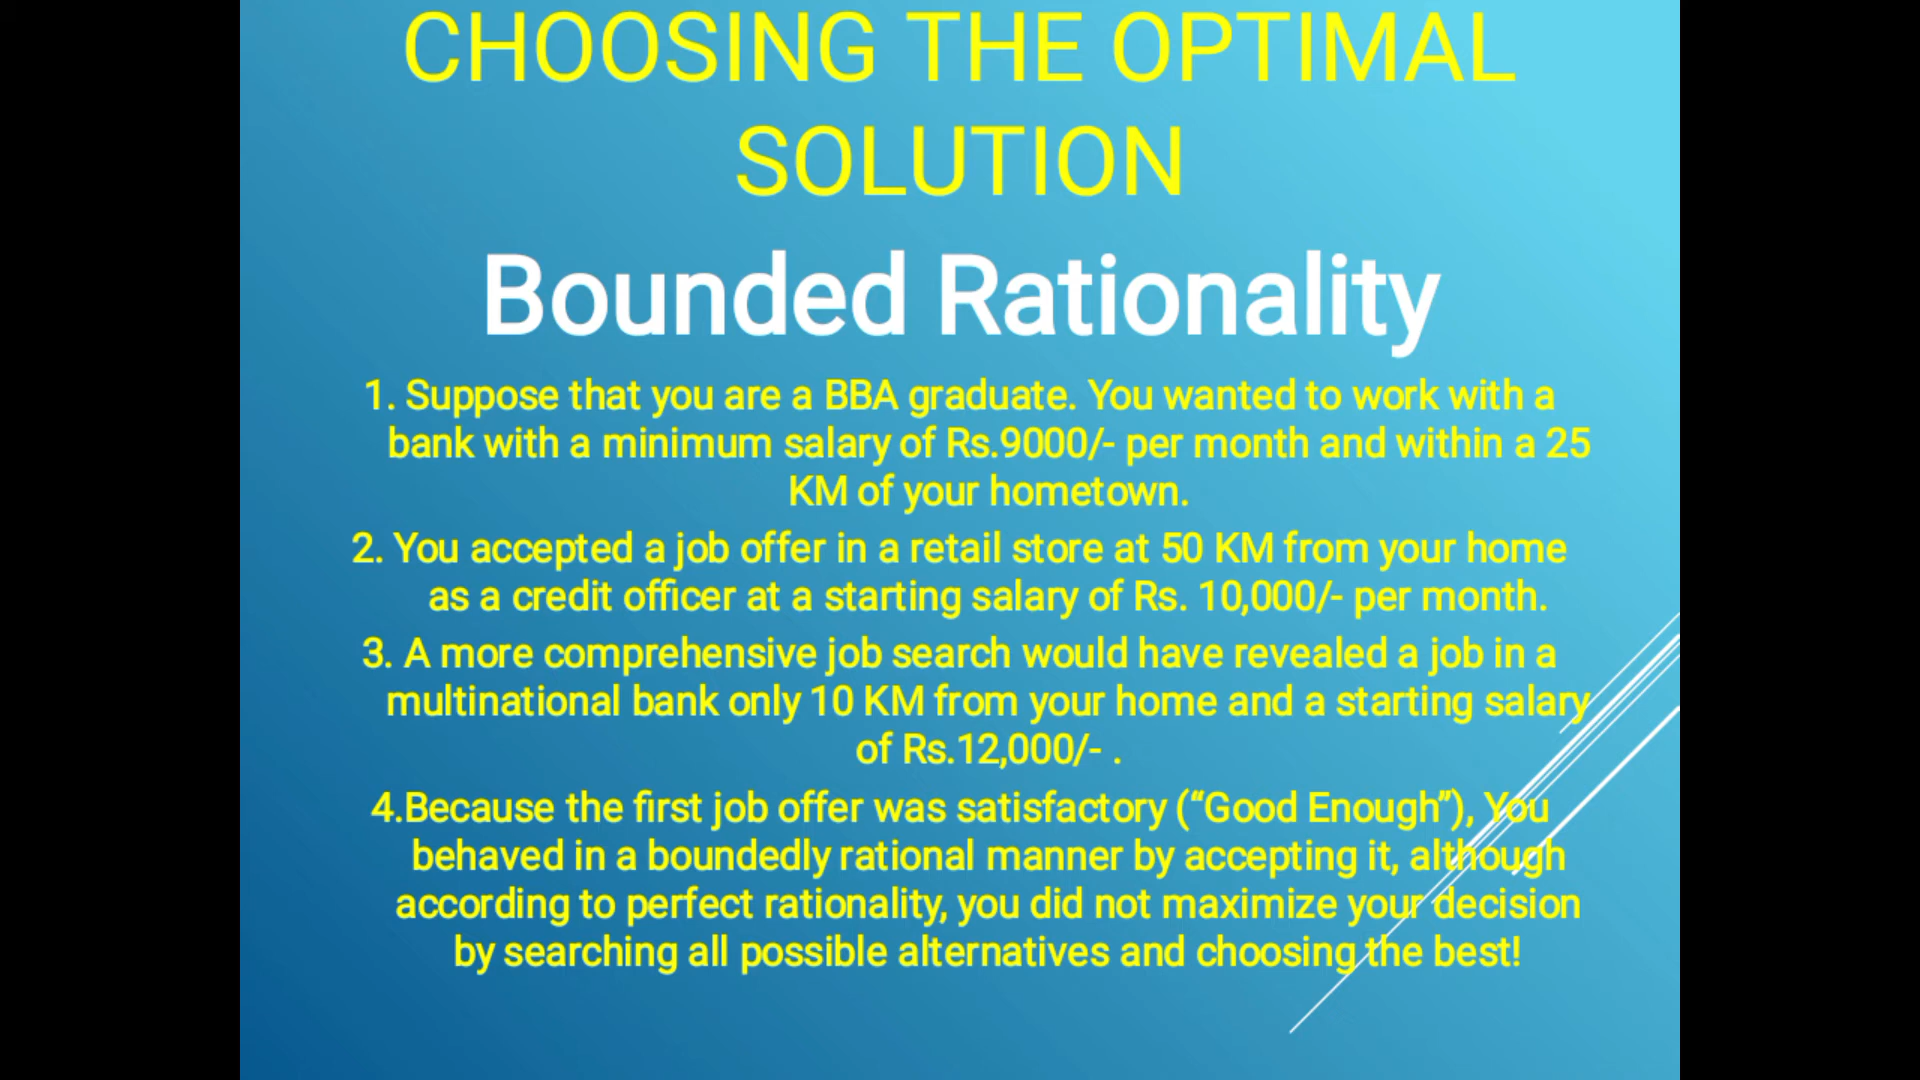 CHOOSING THE OPTIMAL
SOLUTION
Bounded Rationality
1. Suppose that you are a BBA graduate. You wanted to work with a
bank with a minimum salary of Rs.9000/- per month and within a 25
KM of your hometown.
2. You accepted a job offer in a retail store at 50 KM from your home
as a credit officer at a starting salary of Rs. 10,000/- per month.
3. A more comprehensive job search would have revealed a job in a
multinational bank only 10 KM from your home and a starting salary
of Rs.12,000/- .
4.Because the first job offer was satisfactory (“Good Enough”), You
behaved in a boundedly rational manner by accepting it, although
according to perfect rationality, you did not maximize your decision
by searching all possible alternatives and choosing the best!